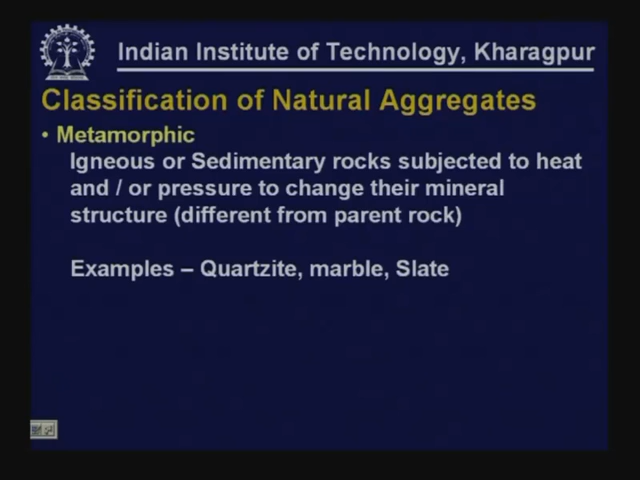 Indian Institute of Technology, Kharagpur
Classification of Natural Aggregates
• Metamorphic
Igneous or Sedimentary rocks subjected to heat
and / or pressure to change their mineral
structure (different from parent rock)
Examples – Quartzite, marble, Slate